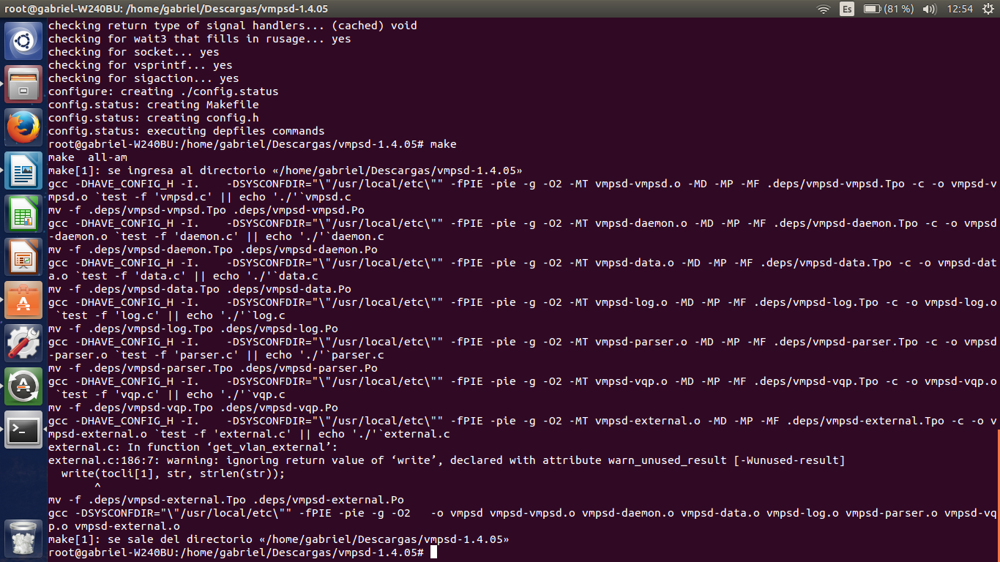 root@gabriel-W240BU: /home/gabriel/Descargas/vmpsd-1.4.05
Es
(81 %)
12:54
checking return type of signal handlers... (cached) void
checking for wait3 that fills in rusage... yes
checking for socket... yes
checking for vsprintf... yes
checking for sigaction... yes
configure: creating ./config.status
config.status: creating Makefile
config.status: creating config.h
config.status: executing depfiles commands
root@gabriel-W240BU:/home/gabriel/Descargas/vmpsd-1.4.05# make
make  all-am
make[1]: se ingresa al directorio «/home/gabriel/Descargas/vmpsd-1.4.05»
gcc -DHAVE_CONFIG_H -I.    -DSYSCONFDIR="\"/usr/local/etc\"" -fPIE -pie -g -O2 -MT vmpsd-vmpsd.o -MD -MP -MF .deps/vmpsd-vmpsd.Tpo -c -o vmpsd-v
mpsd.o `test -f 'vmpsd.c' || echo './'`vmpsd.c
mv -f .deps/vmpsd-vmpsd.Tpo .deps/vmpsd-vmpsd.Po
gcc -DHAVE_CONFIG_H -I.    -DSYSCONFDIR="\"/usr/local/etc\"" -fPIE -pie -g -O2 -MT vmpsd-daemon.o -MD -MP -MF .deps/vmpsd-daemon.Tpo -c -o vmpsd
-daemon.o `test -f 'daemon.c' || echo './'`daemon.c
mv -f .deps/vmpsd-daemon.Tpo .deps/vmpsd-daemon.Po
gcc -DHAVE_CONFIG_H -I.    -DSYSCONFDIR="\"/usr/local/etc\"" -fPIE -pie -g -O2 -MT vmpsd-data.o -MD -MP -MF .deps/vmpsd-data.Tpo -c -o vmpsd-dat
a.o `test -f 'data.c' || echo './'`data.c
mv -f .deps/vmpsd-data.Tpo .deps/vmpsd-data.Po
gcc -DHAVE_CONFIG_H -I.    -DSYSCONFDIR="\"/usr/local/etc\"" -fPIE -pie -g -O2 -MT vmpsd-log.o -MD -MP -MF .deps/vmpsd-log.Tpo -c -o vmpsd-log.o
 `test -f 'log.c' || echo './'`log.c
mv -f .deps/vmpsd-log.Tpo .deps/vmpsd-log.Po
gcc -DHAVE_CONFIG_H -I.    -DSYSCONFDIR="\"/usr/local/etc\"" -fPIE -pie -g -O2 -MT vmpsd-parser.o -MD -MP -MF .deps/vmpsd-parser.Tpo -c -o vmpsd
-parser.o `test -f 'parser.c' || echo './'`parser.c
mv -f .deps/vmpsd-parser.Tpo .deps/vmpsd-parser.Po
gcc -DHAVE_CONFIG_H -I.    -DSYSCONFDIR="\"/usr/local/etc\"" -fPIE -pie -g -O2 -MT vmpsd-vqp.o -MD -MP -MF .deps/vmpsd-vqp.Tpo -c -o vmpsd-vqp.o
 `test -f 'vqp.c' || echo './'`vqp.c
mv -f .deps/vmpsd-vqp.Tpo .deps/vmpsd-vqp.Po
gcc -DHAVE_CONFIG_H -I.    -DSYSCONFDIR="\"/usr/local/etc\"" -fPIE -pie -g -O2 -MT vmpsd-external.o -MD -MP -MF .deps/vmpsd-external.Tpo -c -o v
mpsd-external.o `test -f 'external.c' || echo './'`external.c
external.c: In function ‘get_vlan_external’:
external.c:186:7: warning: ignoring return value of ‘write’, declared with attribute warn_unused_result [-Wunused-result]
  write(tocli[1], str, strlen(str));
       ^
mv -f .deps/vmpsd-external.Tpo .deps/vmpsd-external.Po
gcc -DSYSCONFDIR="\"/usr/local/etc\"" -fPIE -pie -g -O2   -o vmpsd vmpsd-vmpsd.o vmpsd-daemon.o vmpsd-data.o vmpsd-log.o vmpsd-parser.o vmpsd-vq
p.o vmpsd-external.o
make[1]: se sale del directorio «/home/gabriel/Descargas/vmpsd-1.4.05»
root@gabriel-W240BU:/home/gabriel/Descargas/vmpsd-1.4.05#